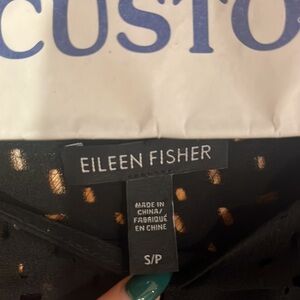 CUSTO
EILEEN FISHER
MADE IN
CHINA/
FABRIQUÉ
EN CHINE
S/P